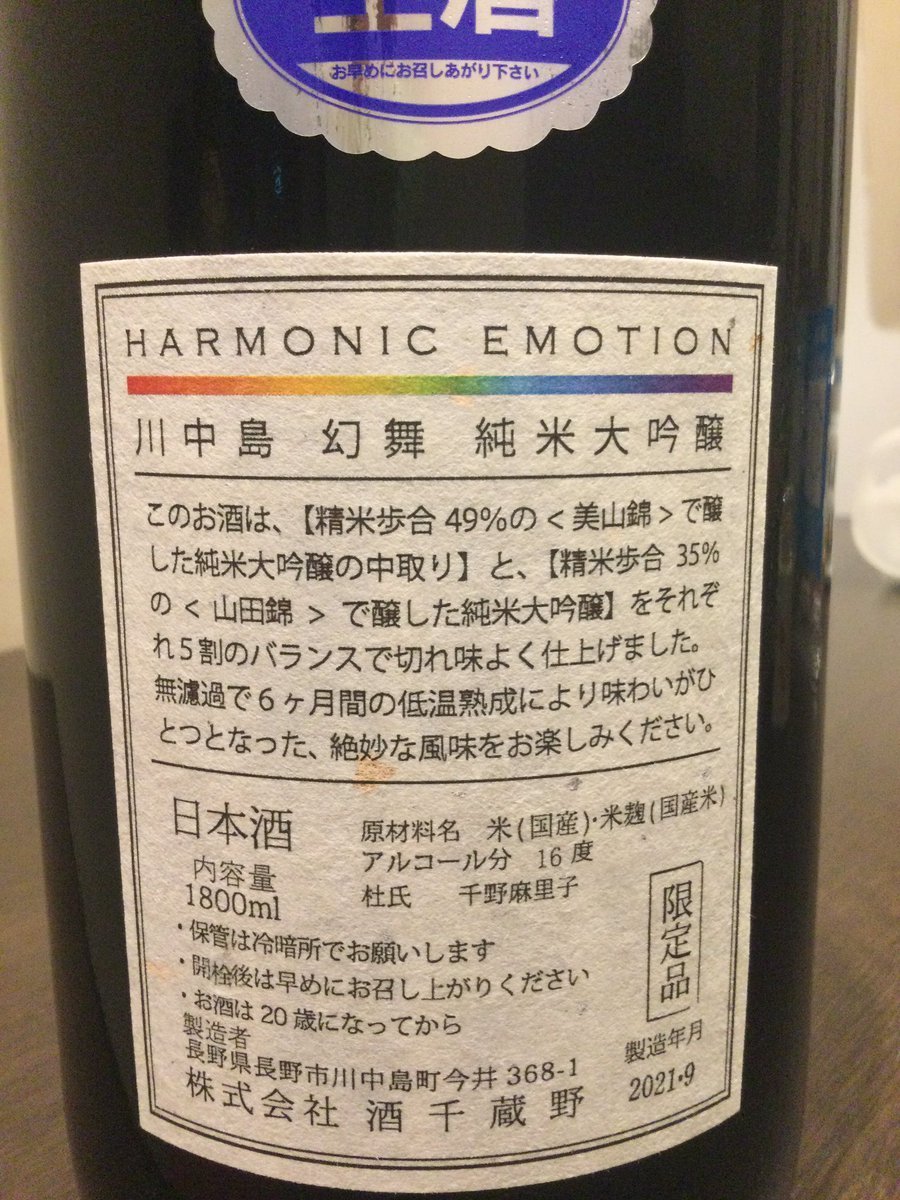 生酒
お早めにお召しあがり下さい
HARMONIC EMOTION
川中島 幻舞 純米大吟醸
このお酒は、【精米歩合49%の<美山錦>で醸
した純米大吟醸の中取り】と、【精米歩合35%
の<山田錦>で醸した純米大吟醸】をそれぞ
れ5割のバランスで切れ味よく仕上げました。
無濾過で6ヶ月間の低温熟成により味わいがひ
とつとなった、絶妙な風味をお楽しみください。
日本酒
内容量
1800ml
原材料名 米(国産)・米麹(国産米)
アルコール分 16度
杜氏 千野麻里子
限定品
・保管は冷暗所でお願いします
・開栓後は早めにお召し上がりください
・お酒は20歳になってから
製造者
長野県長野市川中島町今井368-1
株式会社 酒千蔵野
製造年月
2021・9